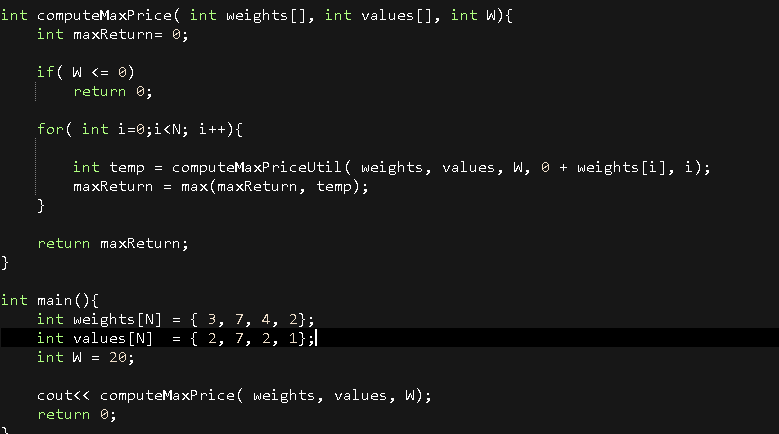 int computeMaxPrice( int weights[], int values[], int W){
int maxReturn= 0;
if( W <= 0)
return 0;
for( int i=0;i<N; i++){
int temp = computeMaxPriceUtil( weights, values, W, 0 + weights[i], i);
maxReturn = max(maxReturn, temp);
}
return maxReturn;
}
int main(){
int weights[N] = { 3, 7, 4, 2};
int values[N]  = { 2, 7, 2, 1};
int W = 20;
cout<< computeMaxPrice( weights, values, W);
return 0;
}